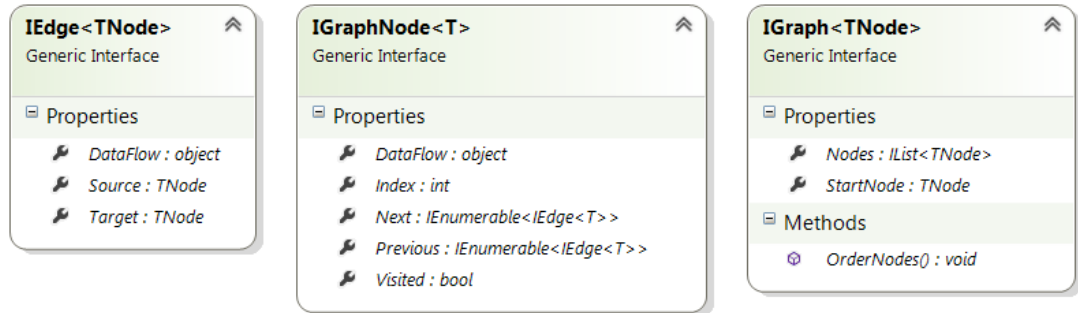 IEdge<TNode>
Generic Interface
Properties
DataFlow : object
Source : TNode
Target : TNode
IGraphNode<T>
Generic Interface
Properties
DataFlow : object
Index : int
Next : IEnumerable<IEdge<T>>
Previous : IEnumerable<IEdge<T>>
Visited : bool
IGraph<TNode>
Generic Interface
Properties
Nodes : IList<TNode>
StartNode : TNode
Methods
OrderNodes() : void